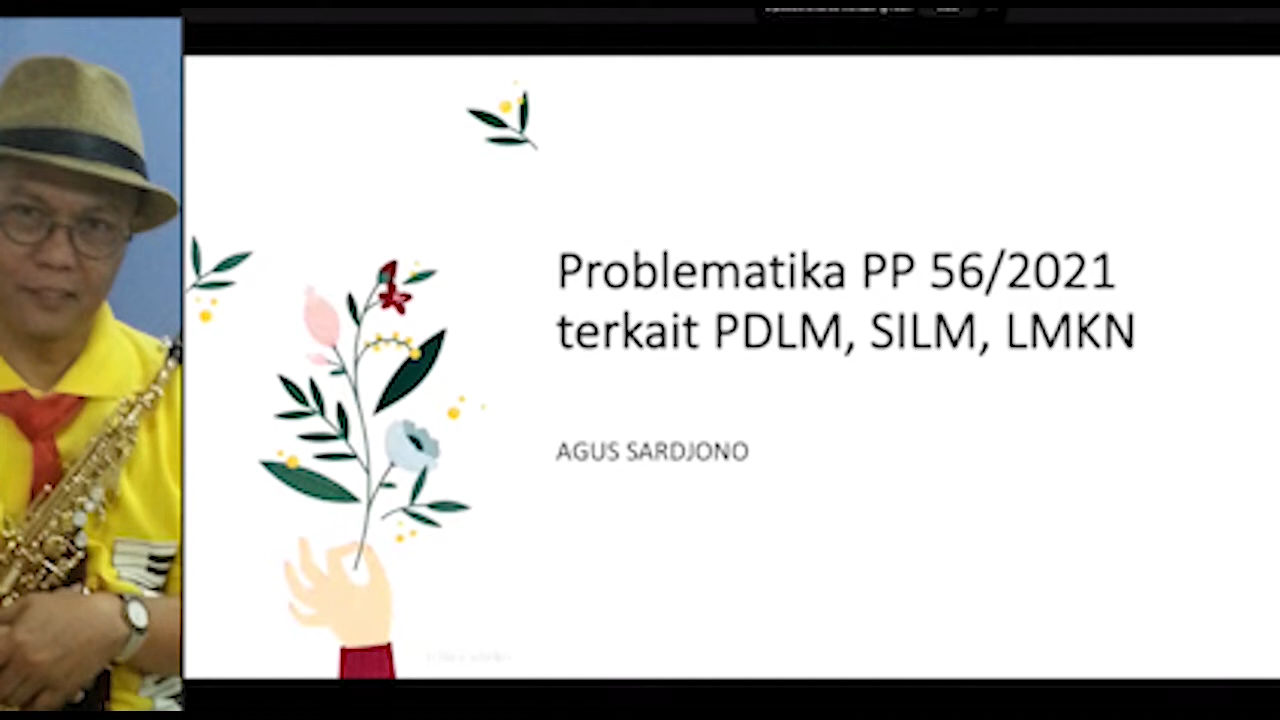 Problematika PP 56/2021
terkait PDLM, SILM, LMKN
AGUS SARDJONO